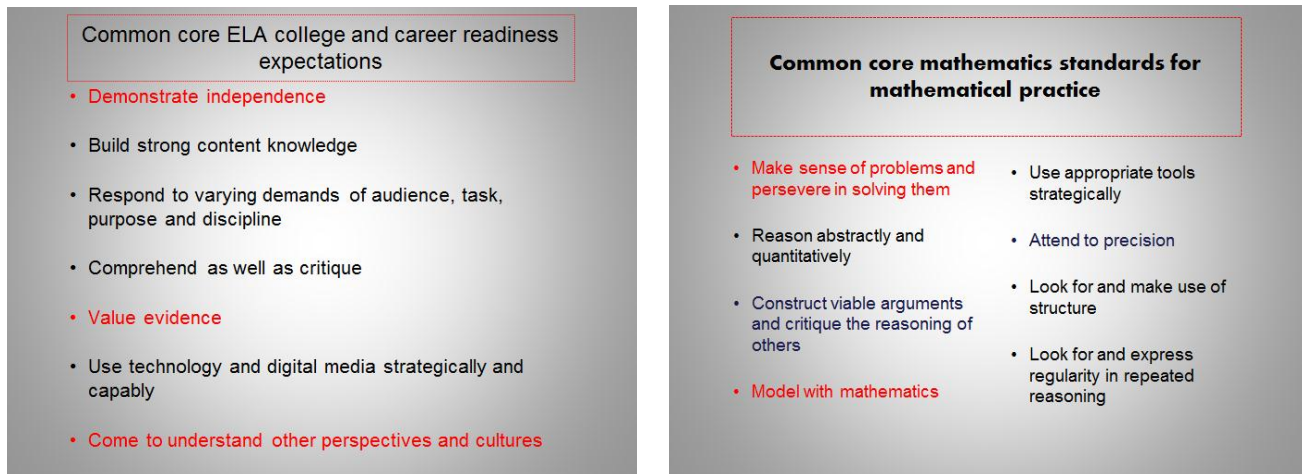 Common core ELA college and career readiness
expectations
• Demonstrate independence
• Build strong content knowledge
• Respond to varying demands of audience, task,
purpose and discipline
• Comprehend as well as critique
• Value evidence
• Use technology and digital media strategically and
capably
• Come to understand other perspectives and cultures
Common core mathematics standards for
mathematical practice
• Make sense of problems and
persevere in solving them
• Reason abstractly and
quantitatively
• Construct viable arguments
and critique the reasoning of
others
• Model with mathematics
• Use appropriate tools
strategically
• Attend to precision
• Look for and make use of
structure
• Look for and express
regularity in repeated
reasoning